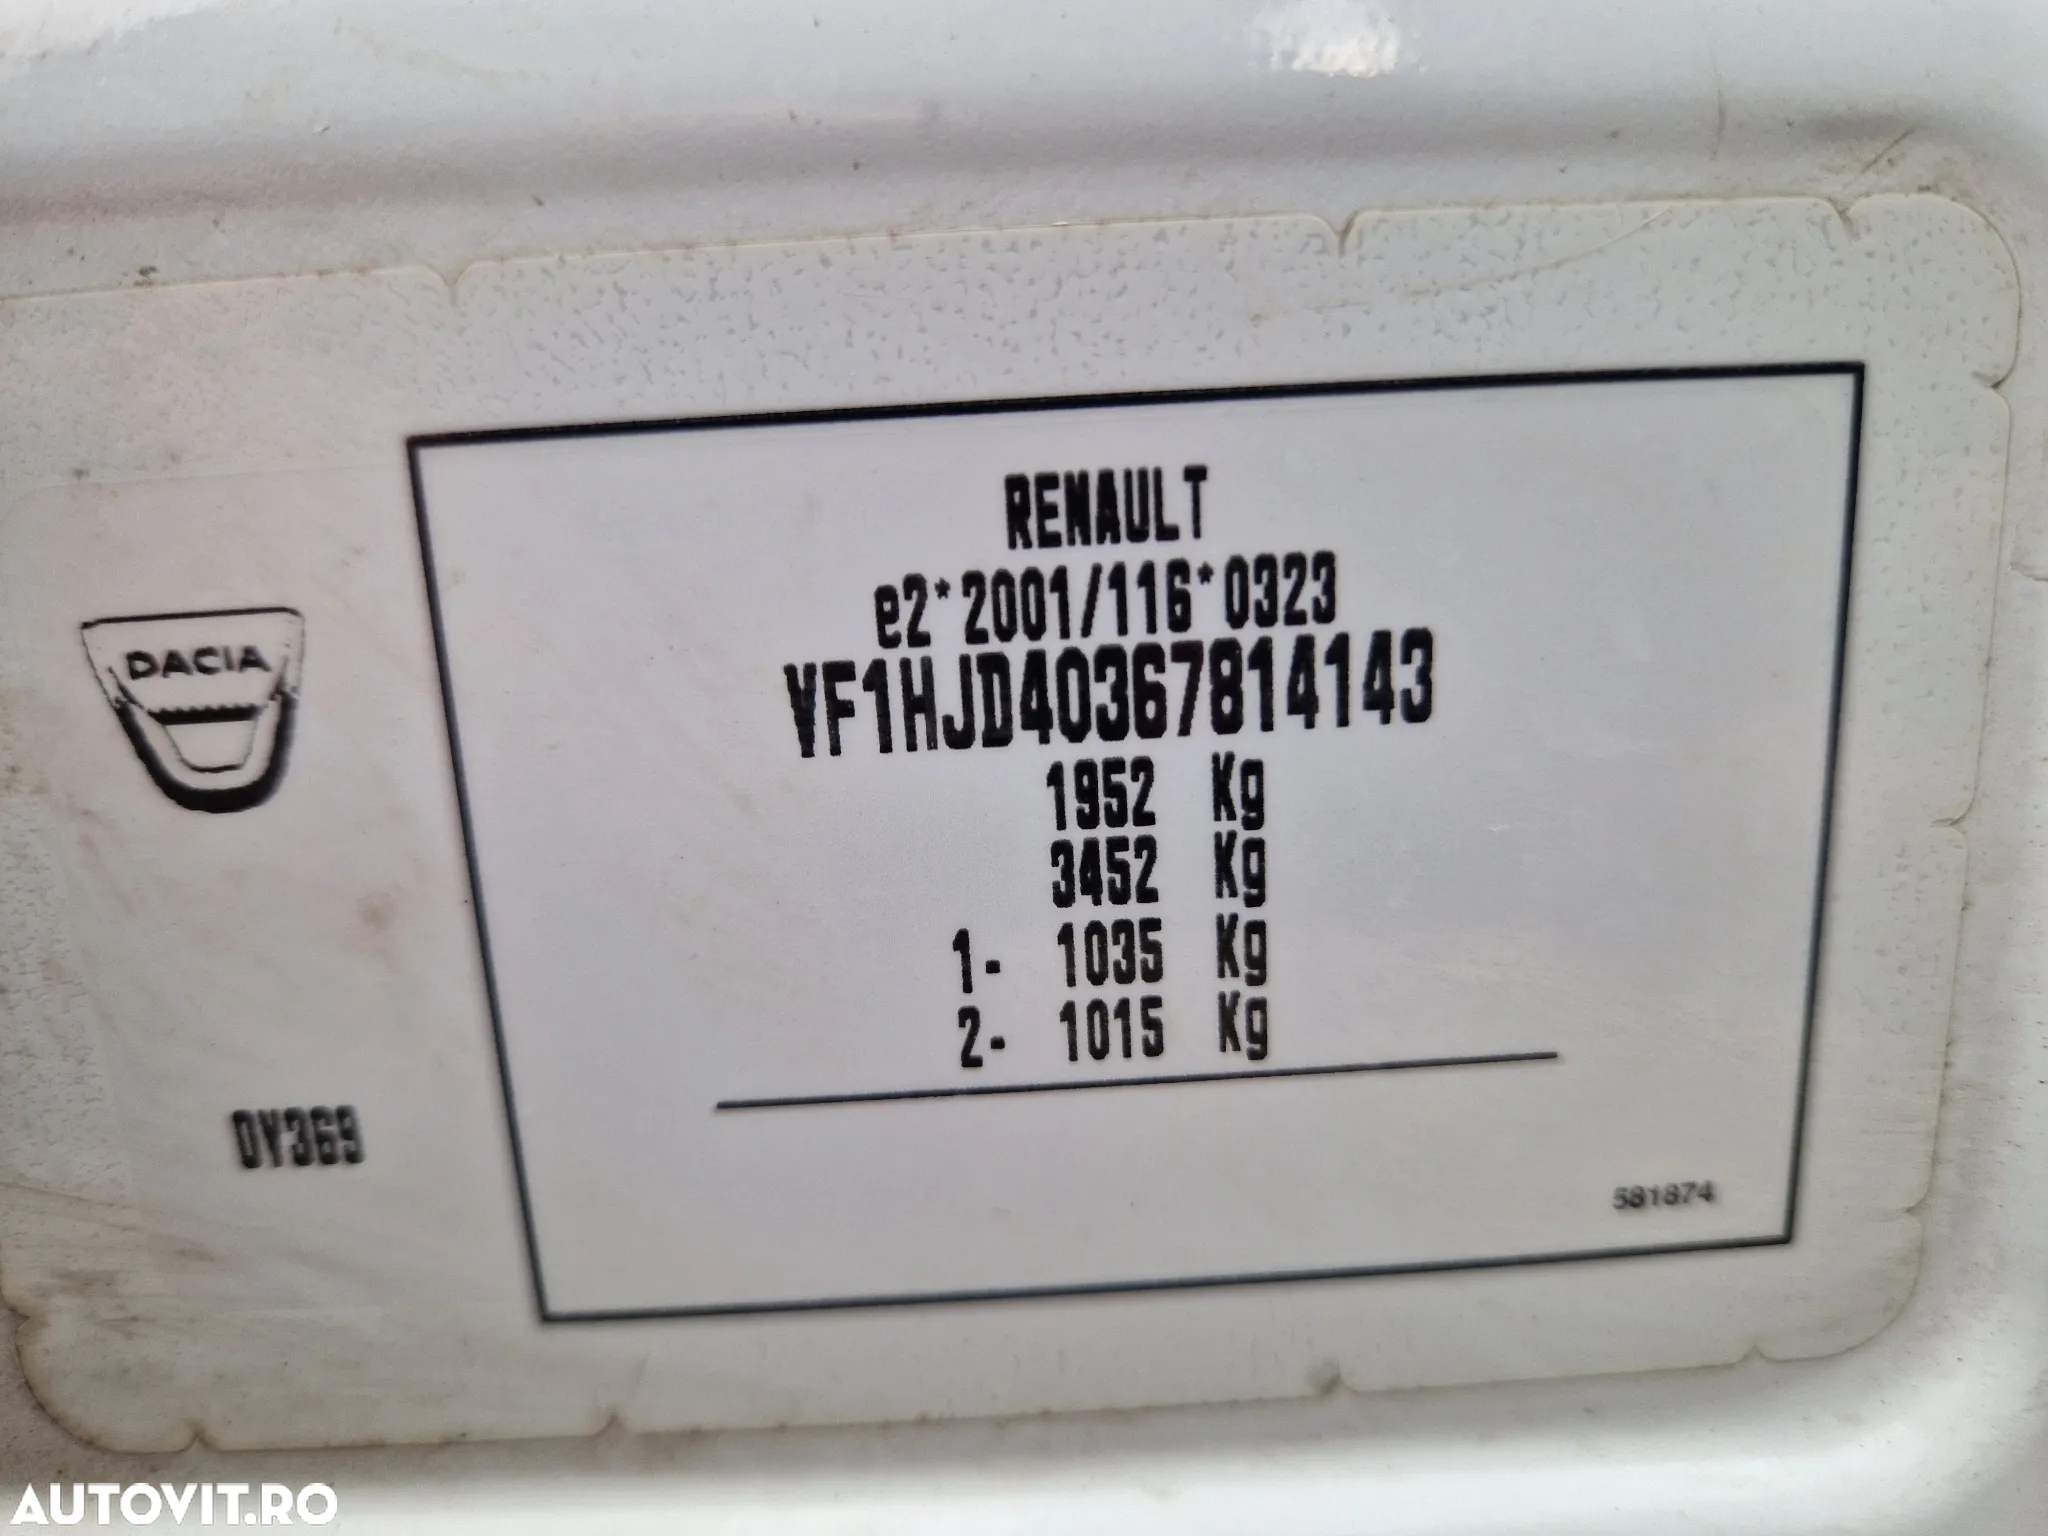 RENAULT
e2*2001/116*0323
VF1HJD40367814143
1952 Kg
3452 Kg
1- 1035 Kg
2- 1015 Kg
DACIA
0Y369
581874
AUTOVIT.RO